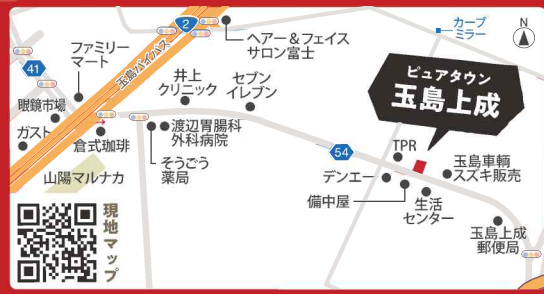 2
ヘアー&フェイス
サロン富士
カーブ
ミラー
N
ファミリー
マート
41
玉島バイパス
井上
クリニック
セブン
イレブン
ピュアタウン
玉島上成
眼鏡市場
ガスト
倉式珈琲
渡辺胃腸科
外科病院
そうごう
薬局
山陽マルナカ
54
TPR
デンエー
備中屋
生活
センター
玉島車輌
スズキ販売
玉島上成
郵便局
現地マップ